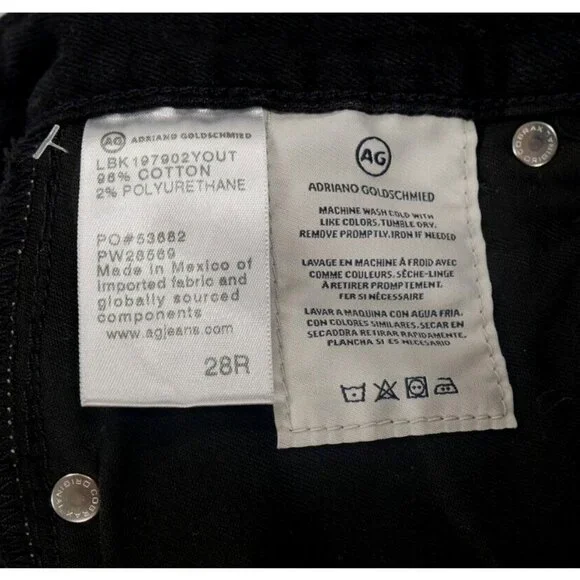 AG ADRIANO GOLDSCHMIED
LBK197902YOUT
98% COTTON
2% POLYURETHANE
PO#53682
PW28569
Made in Mexico of
imported fabric and
globally sourced
components
www.agjeans.com
28R
AG
ADRIANO GOLDSCHMIED
MACHINE WASH COLD WITH
LIKE COLORS. TUMBLE DRY.
REMOVE PROMPTLY. IRON IF NEEDED
LAVAGE EN MACHINE À FROID AVEC
COMME COULEURS. SÈCHE-LINGE
À RETIRER PROMPTEMENT.
FER SI NÉCESSAIRE
LAVAR A MAQUINA CON AGUA FRIA.
CON COLORES SIMILARES. SECAR EN
SECADORA RETIRAR RAPIDAMENTE.
PLANCHA SI ES NECESARIO
COBRAX
ORIGINAL
COBRAX